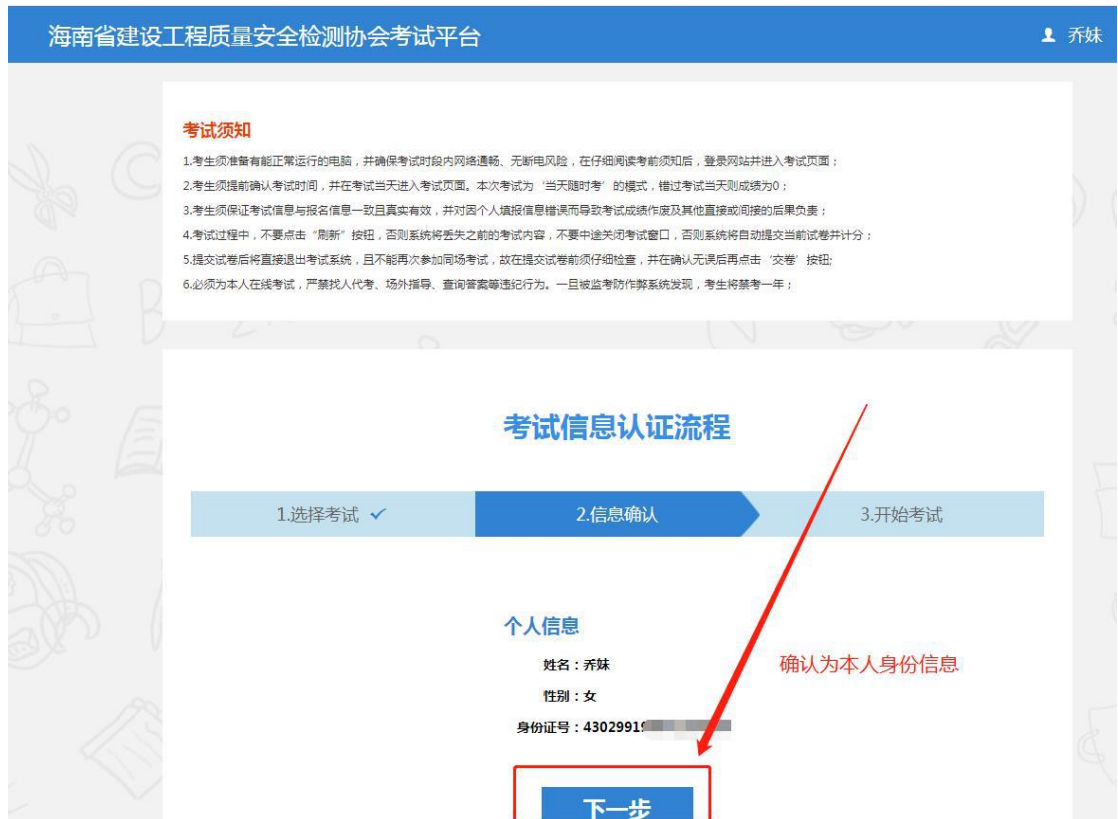 海南省建设工程质量安全检测协会考试平台
乔妹
考试须知
1.考生须准备有能正常运行的电脑，并确保考试时段内网络通畅、无断电风险，在仔细阅读考前须知后，登录网站并进入考试页面；
2.考生须提前确认考试时间，并在考试当天进入考试页面。本次考试为‘当天随时考’的模式，错过考试当天则成绩为0；
3.考生须保证考试信息与报名信息一致且真实有效，并对因个人填报信息错误而导致考试成绩作废及其他直接或间接的后果负责；
4.考试过程中，不要点击“刷新”按钮，否则系统将丢失之前的考试内容，不要中途关闭考试窗口，否则系统将自动提交当前试卷并计分；
5.提交试卷后将直接退出考试系统，且不能再次参加同场考试，故在提交试卷前须仔细检查，并在确认无误后再点击‘交卷’按钮;
6.必须为本人在线考试，严禁找人代考、场外指导、查询答案等违纪行为。一旦被监考防作弊系统发现，考生将禁考一年；
考试信息认证流程
1.选择考试
2.信息确认
3.开始考试
个人信息
姓名：乔妹
确认为本人身份信息
性别：女
身份证号：43029919
下一步